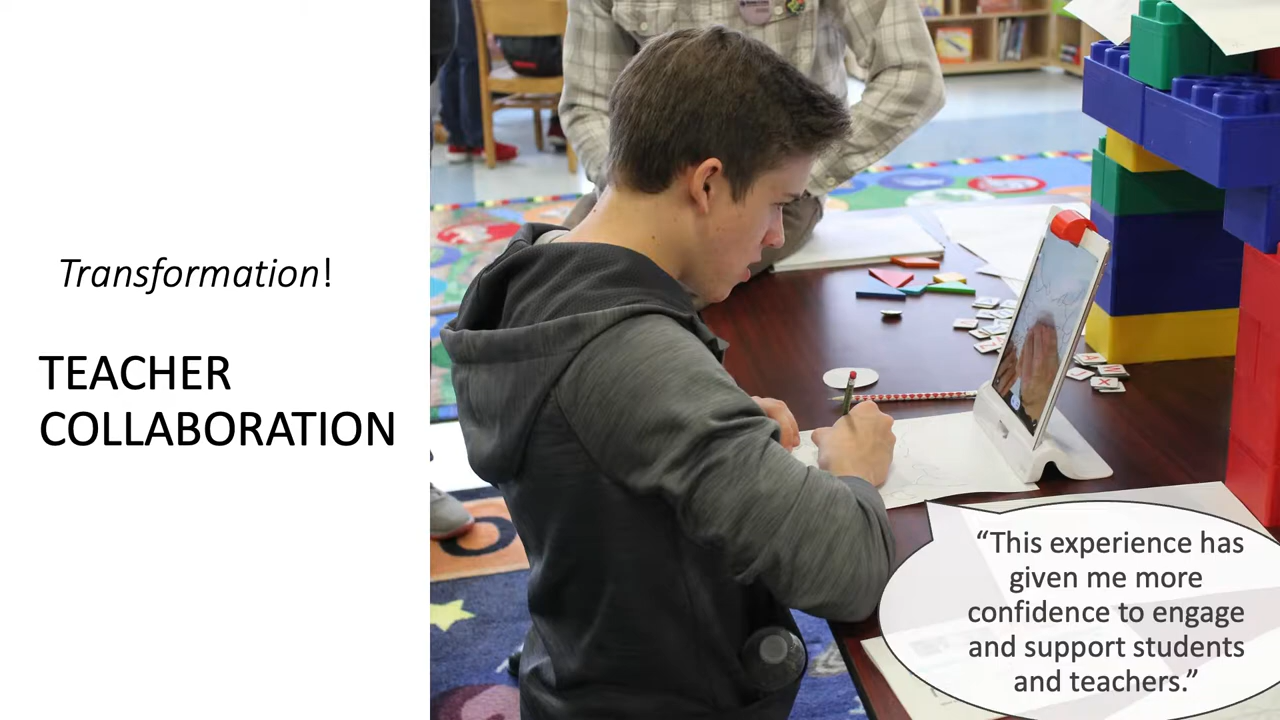 Transformation!
TEACHER
COLLABORATION
“This experience has
given me more
confidence to engage
and support students
and teachers.”